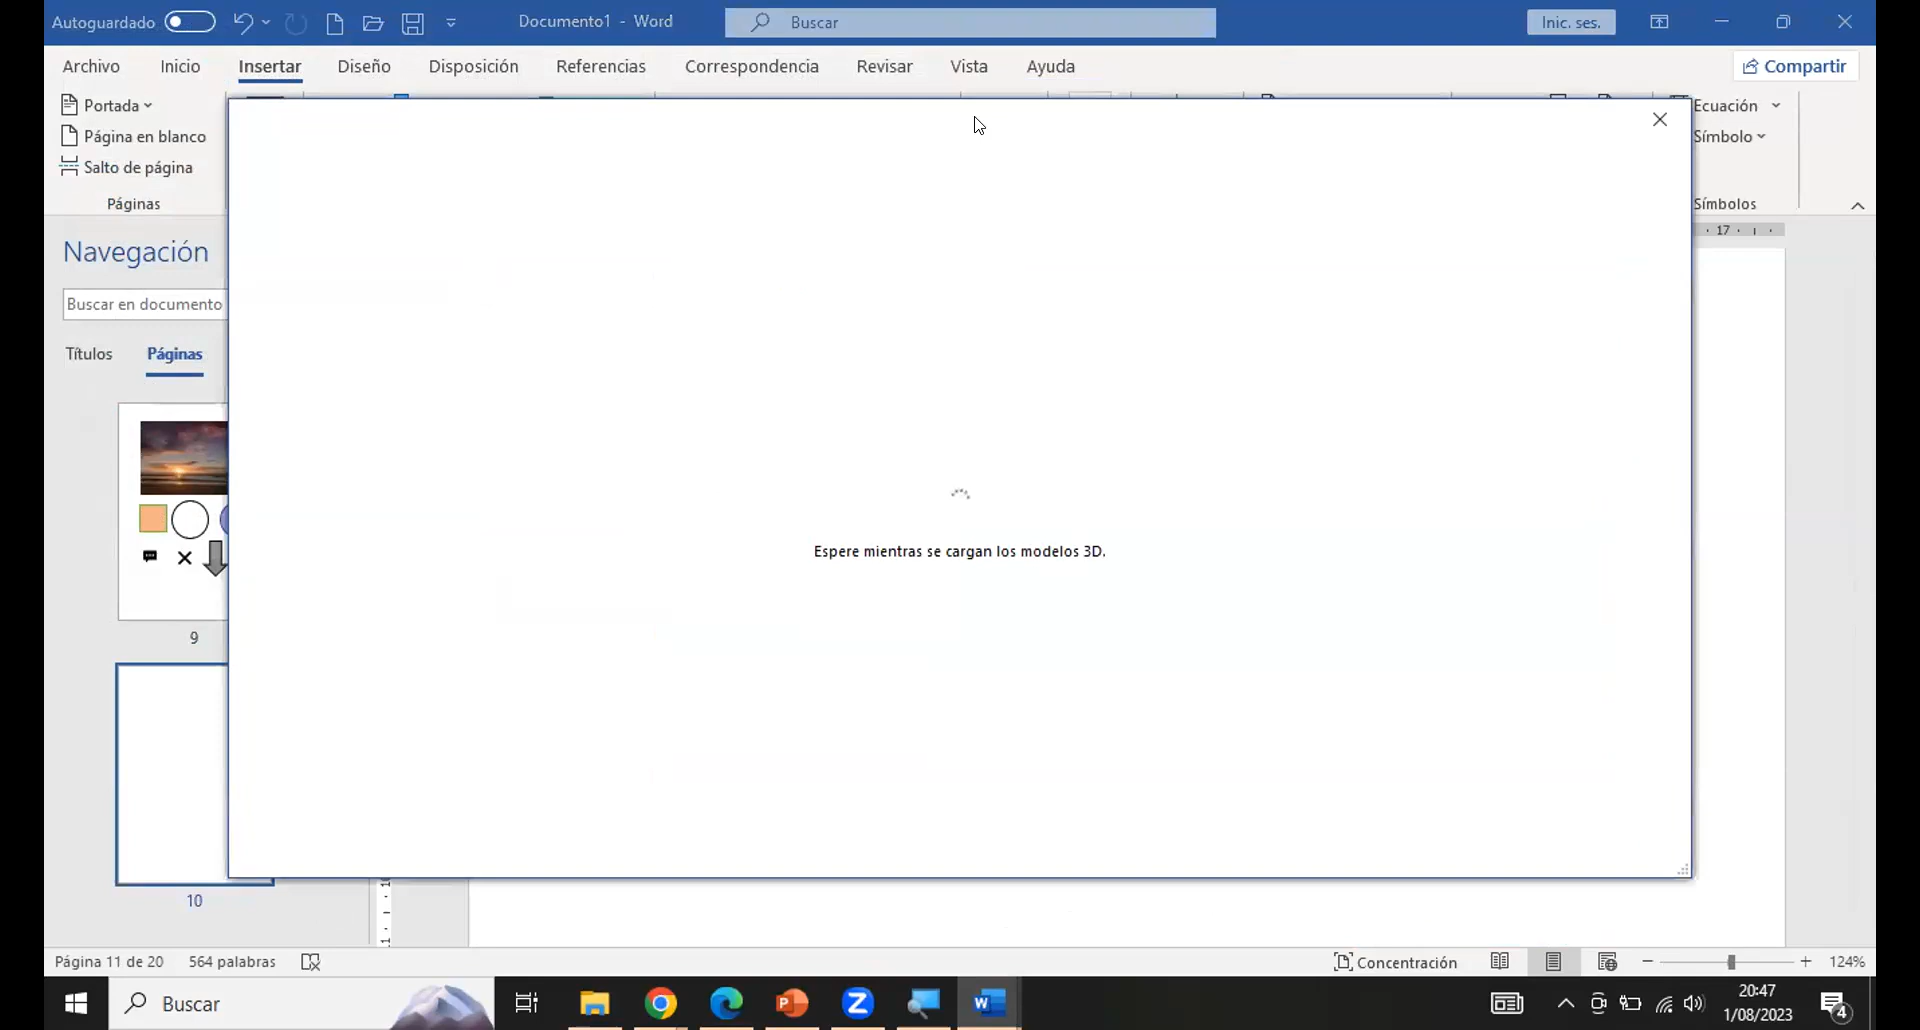 Autoguardado
Documento1 - Word
Buscar
Inic. ses.
Archivo Inicio Insertar Diseño Disposición Referencias Correspondencia Revisar Vista Ayuda
Compartir
Portada
Página en blanco
Salto de página
Páginas
Ecuación
Símbolo
Símbolos
17
Navegación
Buscar en documento
Títulos Páginas
Espere mientras se cargan los modelos 3D.
9
10
Página 11 de 20 564 palabras
Concentración
124%
Buscar
20:47
1/08/2023
4